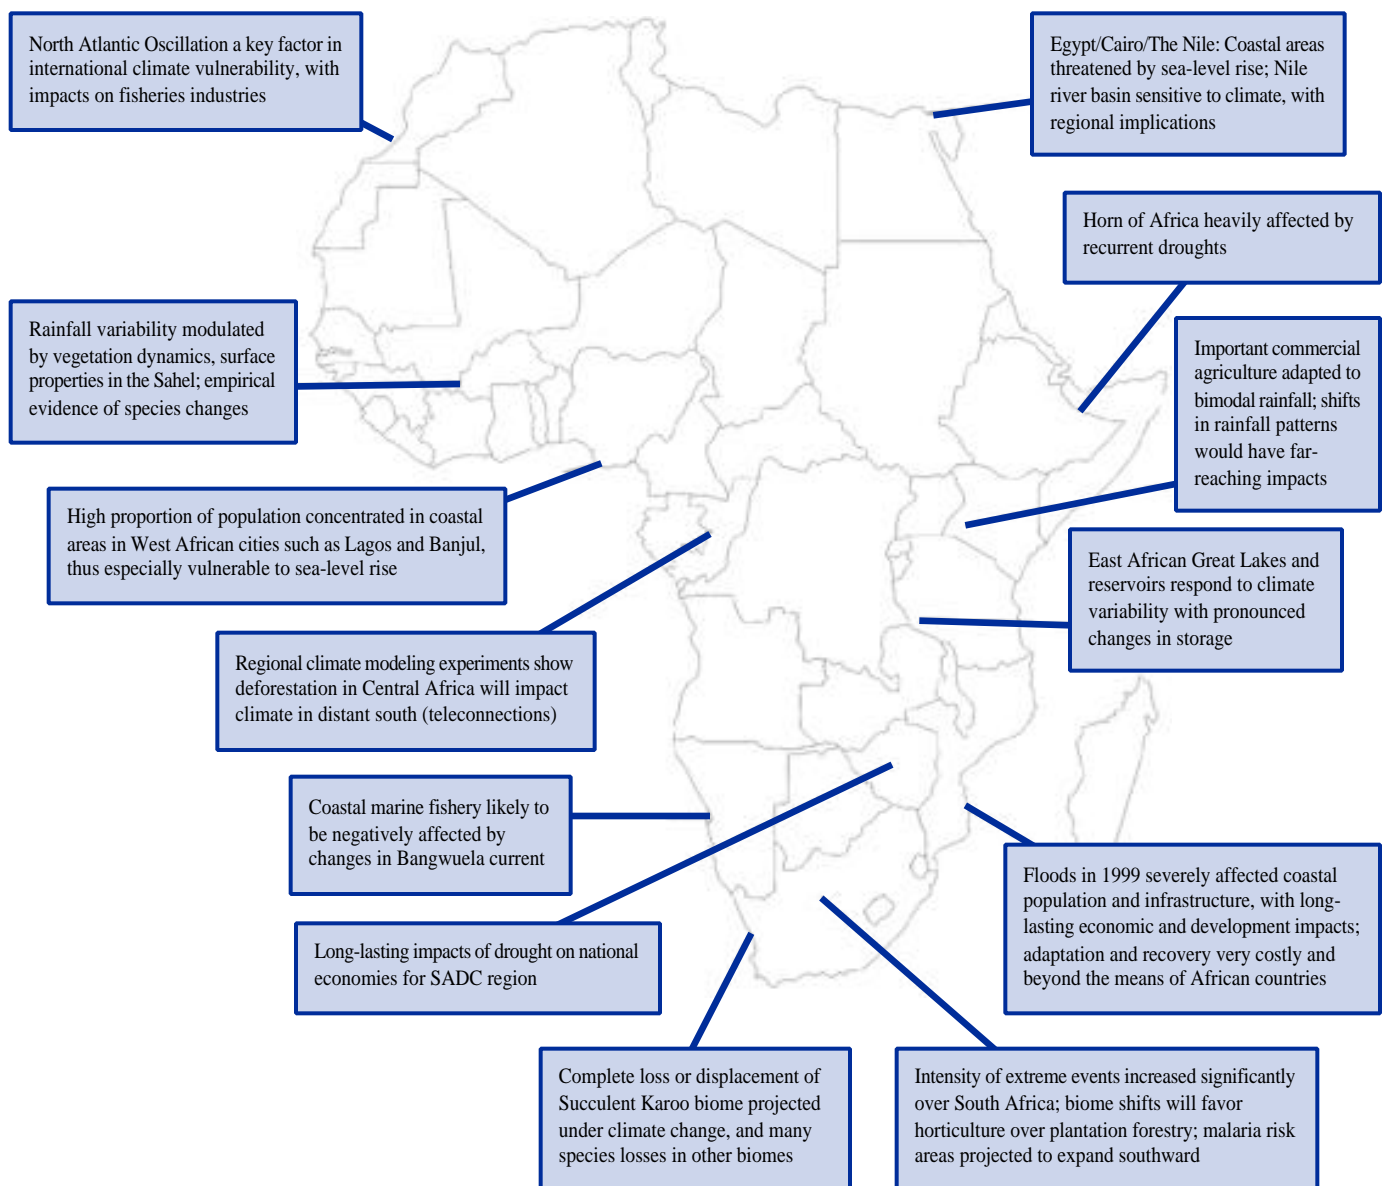 North Atlantic Oscillation a key factor in
international climate vulnerability, with
impacts on fisheries industries
Egypt/Cairo/The Nile: Coastal areas
threatened by sea-level rise; Nile
river basin sensitive to climate, with
regional implications
Horn of Africa heavily affected by
recurrent droughts
Rainfall variability modulated
by vegetation dynamics, surface
properties in the Sahel; empirical
evidence of species changes
Important commercial
agriculture adapted to
bimodal rainfall; shifts
in rainfall patterns
would have far-
reaching impacts
High proportion of population concentrated in coastal
areas in West African cities such as Lagos and Banjul,
thus especially vulnerable to sea-level rise
East African Great Lakes and
reservoirs respond to climate
variability with pronounced
changes in storage
Regional climate modeling experiments show
deforestation in Central Africa will impact
climate in distant south (teleconnections)
Coastal marine fishery likely to
be negatively affected by
changes in Bangwuela current
Floods in 1999 severely affected coastal
population and infrastructure, with long-
lasting economic and development impacts;
adaptation and recovery very costly and
beyond the means of African countries
Long-lasting impacts of drought on national
economies for SADC region
Complete loss or displacement of
Succulent Karoo biome projected
under climate change, and many
species losses in other biomes
Intensity of extreme events increased significantly
over South Africa; biome shifts will favor
horticulture over plantation forestry; malaria risk
areas projected to expand southward